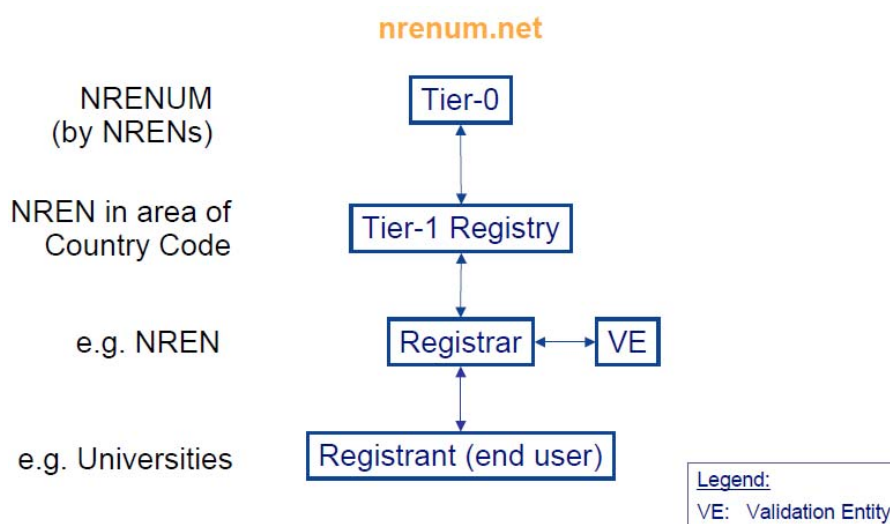 nrenum.net
NRENUM
(by NRENs)
Tier-0
NREN in area of
Country Code
Tier-1 Registry
e.g. NREN
Registrar
VE
e.g. Universities
Registrant (end user)
Legend:
VE: Validation Entity